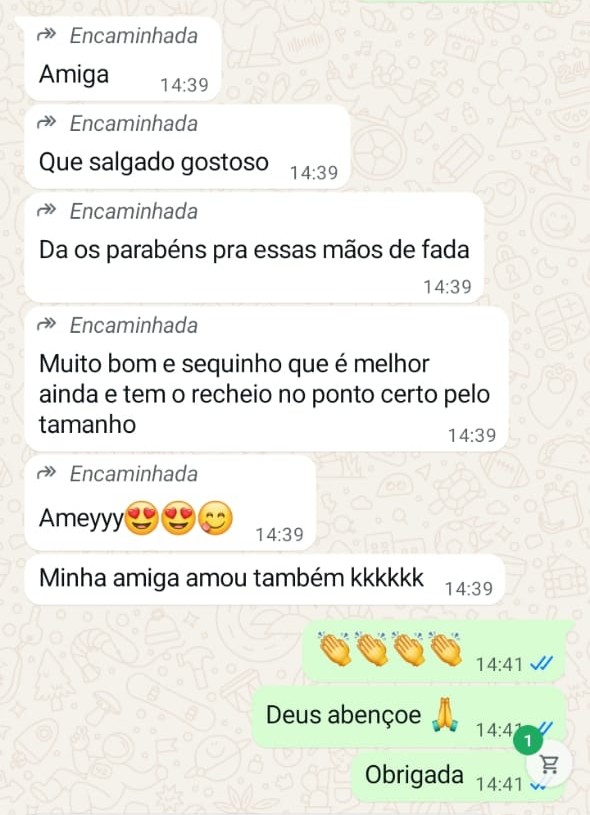 Encaminhada
Amiga
14:39
Encaminhada
Que salgado gostoso
14:39
Encaminhada
Da os parabéns pra essas mãos de fada
14:39
Encaminhada
Muito bom e sequinho que é melhor
ainda e tem o recheio no ponto certo pelo
tamanho
14:39
Encaminhada
Ameyyy😍😍😋
14:39
Minha amiga amou também kkkkkk
14:39
👏👏👏👏
14:41
Deus abençoe 🙏
14:41
1
Obrigada
14:41